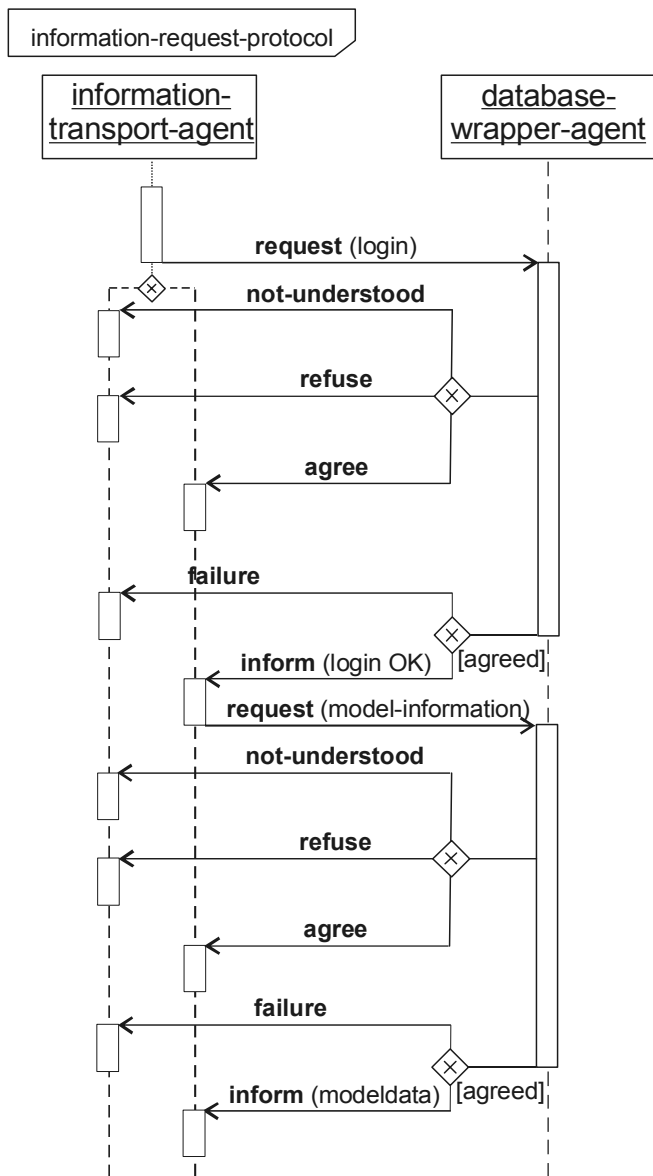 information-request-protocol
information-
transport-agent
database-
wrapper-agent
request (login)
not-understood
refuse
agree
failure
[agreed]
inform (login OK)
request (model-information)
not-understood
refuse
agree
failure
[agreed]
inform (modeldata)